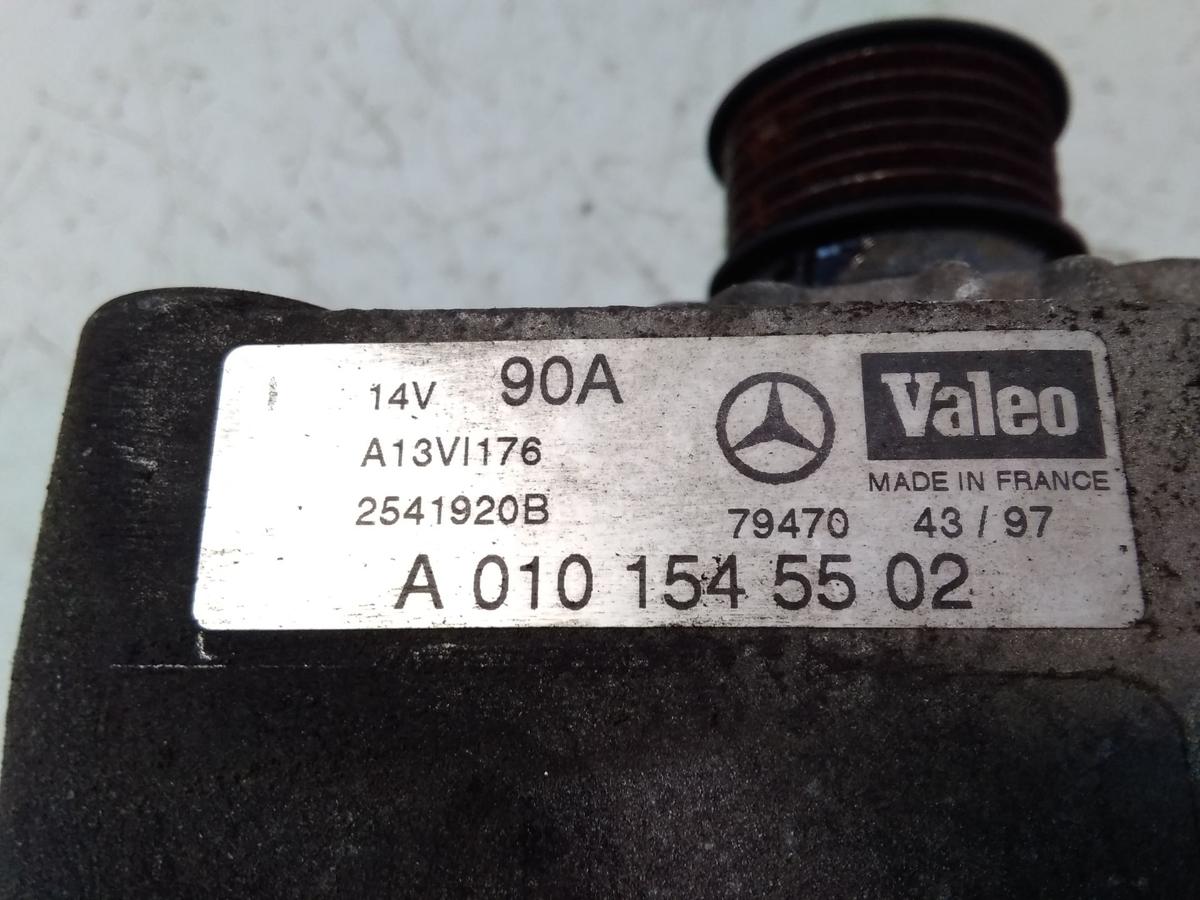 14V 90A
Valeo
A13VI176
MADE IN FRANCE
2541920B 79470 43 / 97
A 010 154 55 02